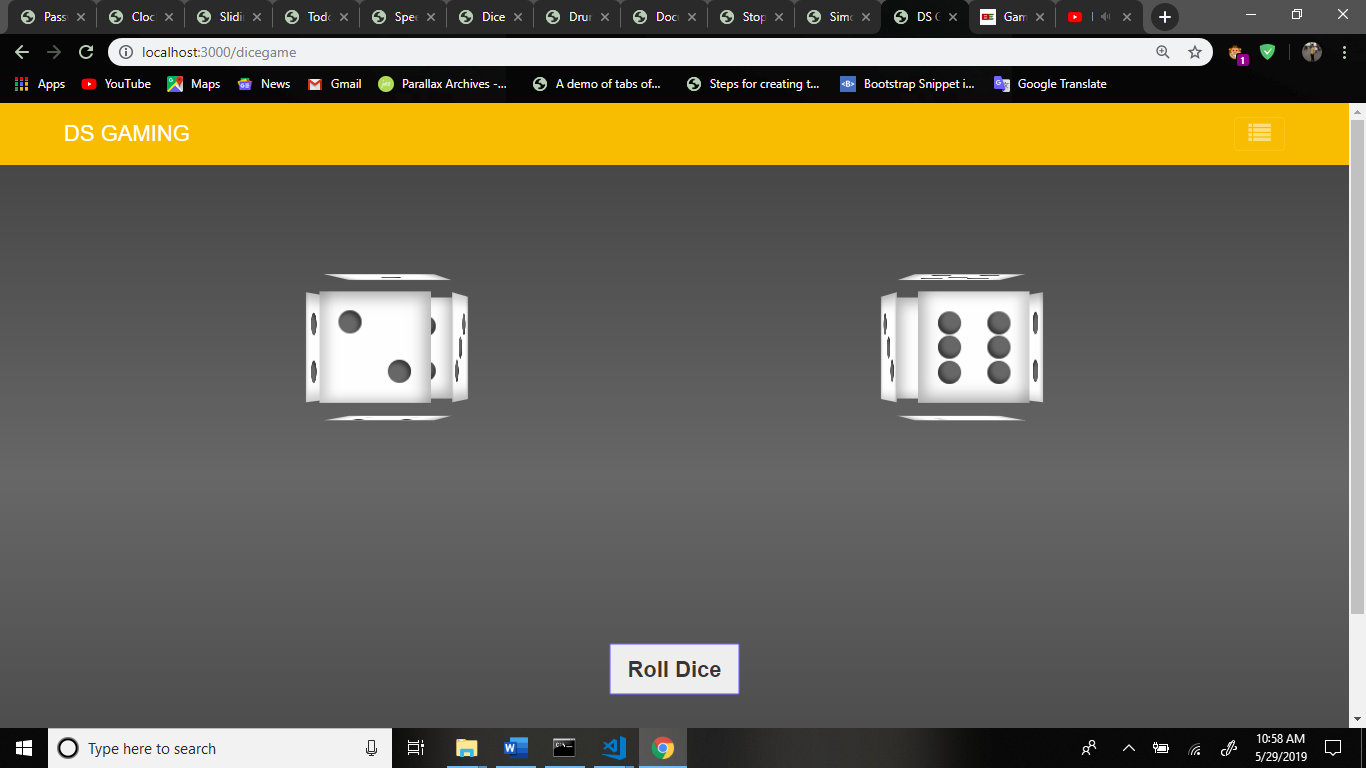 Pass Cloc Slidi Todo Spee Dice Drur Docu Stop Simo DS G Gam
localhost:3000/dicegame
1
Apps YouTube Maps News Gmail Parallax Archives -... A demo of tabs of... Steps for creating t... <B> Bootstrap Snippet i... Google Translate
DS GAMING
Roll Dice
Type here to search
10:58 AM
5/29/2019